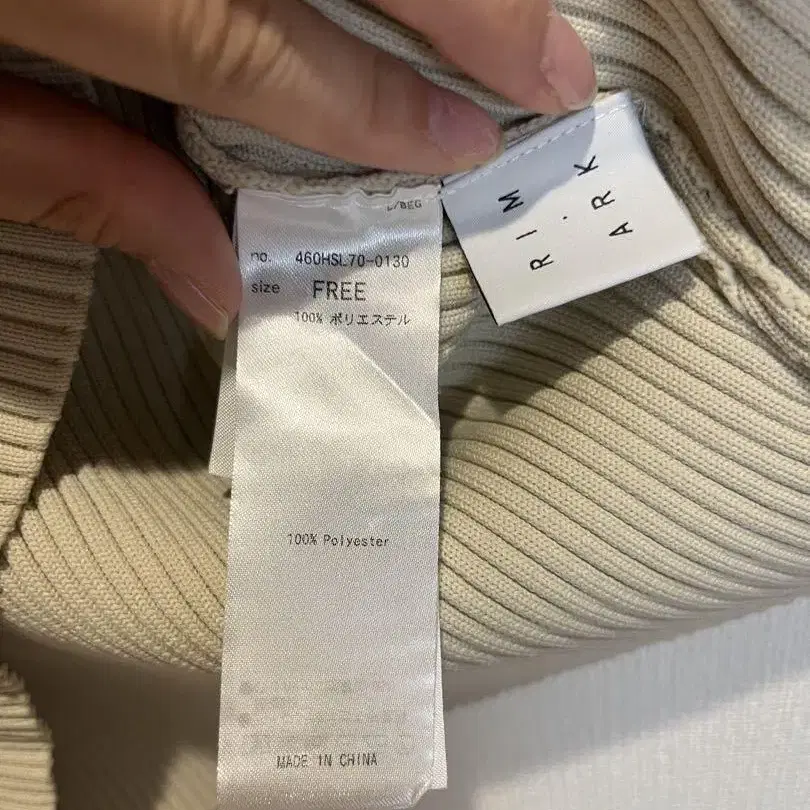 L/BEG
no. 460HSL70-0130
size FREE
100% ポリエステル
100% Polyester
MADE IN CHINA
RIM
.
ARK